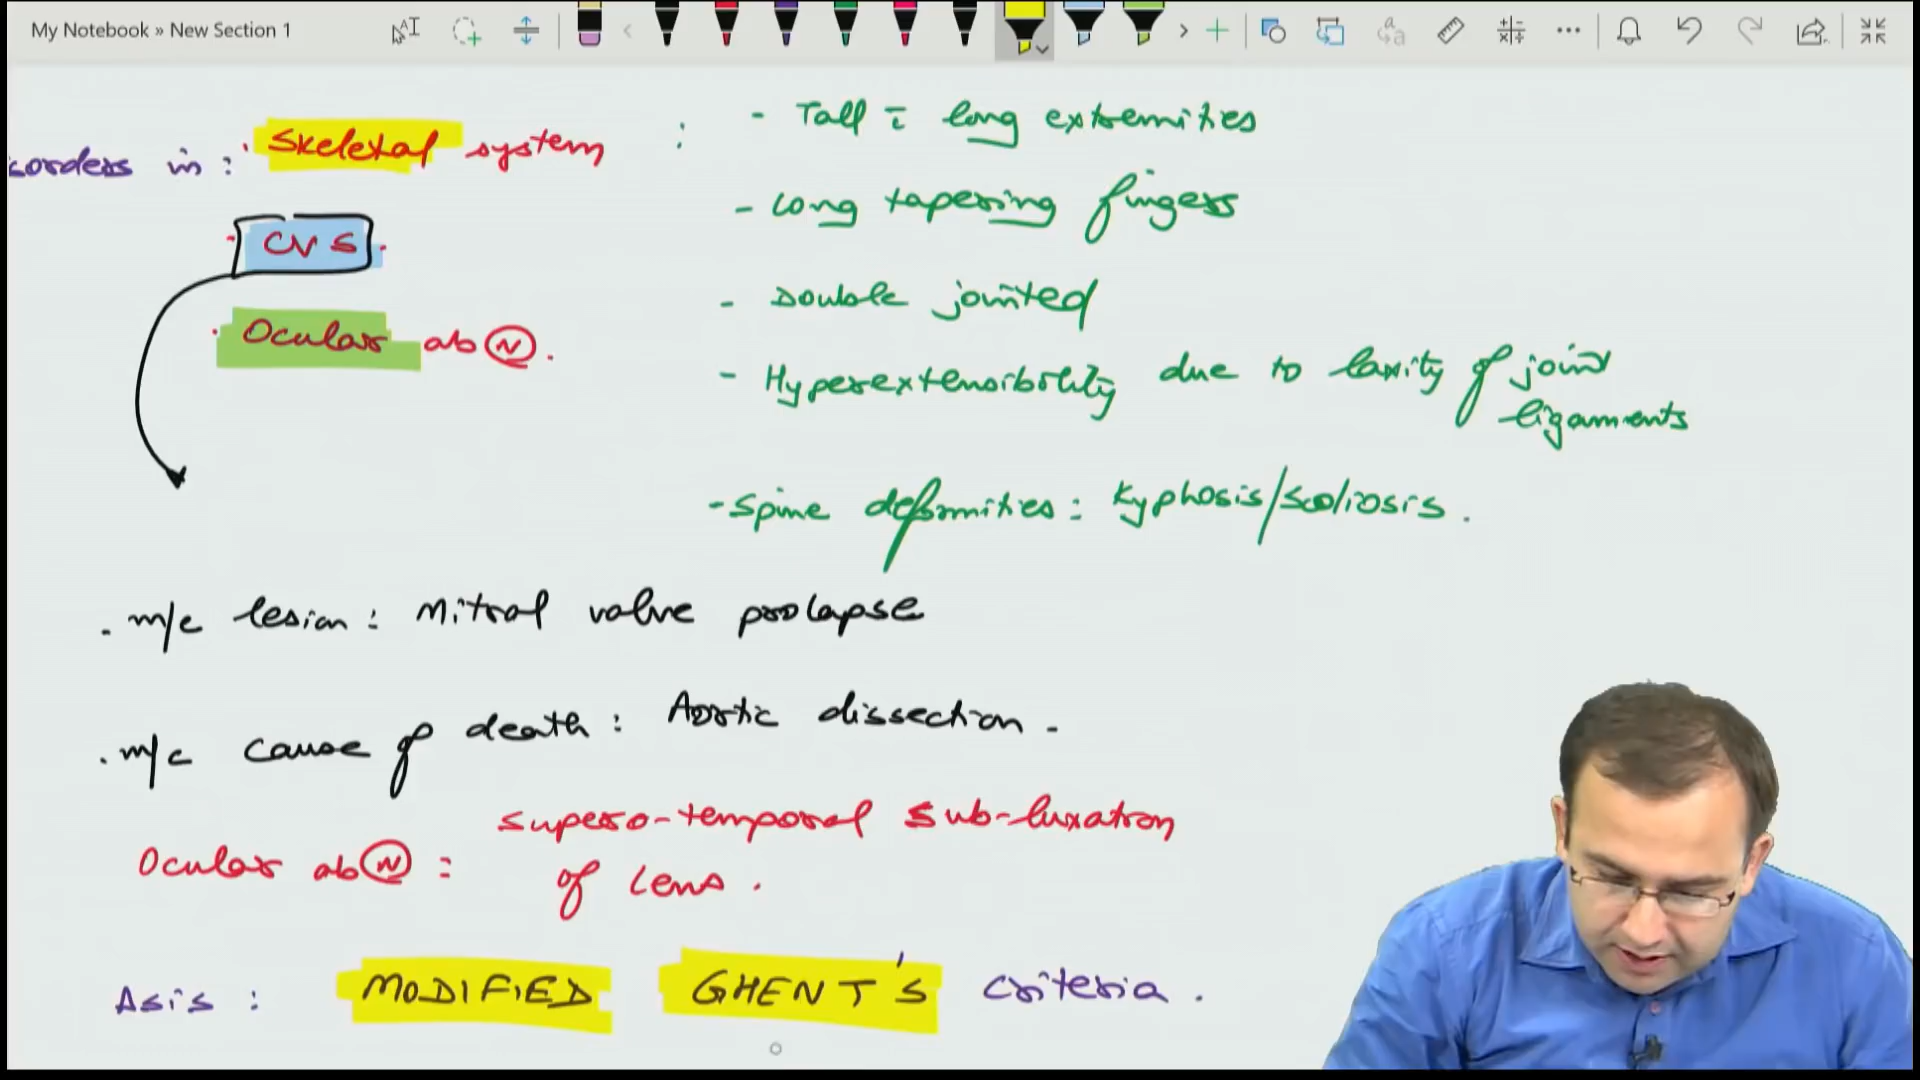 My Notebook » New Section 1
corders in : · Skeletal system :
- Tall c̄ long extremities
- Long tapering fingers
· CVS ·
- Double jointed
· Ocular ab Ⓝ .
- Hyperextensibility due to laxity of joint ligaments
- Spine deformities : Kyphosis/scoliosis .
. m/c lesion : Mitral valve prolapse
. m/c cause of death : Aortic dissection .
Ocular ab Ⓝ : supero-temporal sub-luxation
of lens .
MODIFIED GHENT'S criteria .